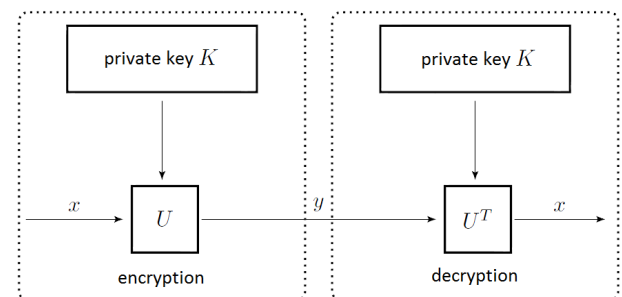 private key K
private key K
x
U
y
U^T
x
encryption
decryption